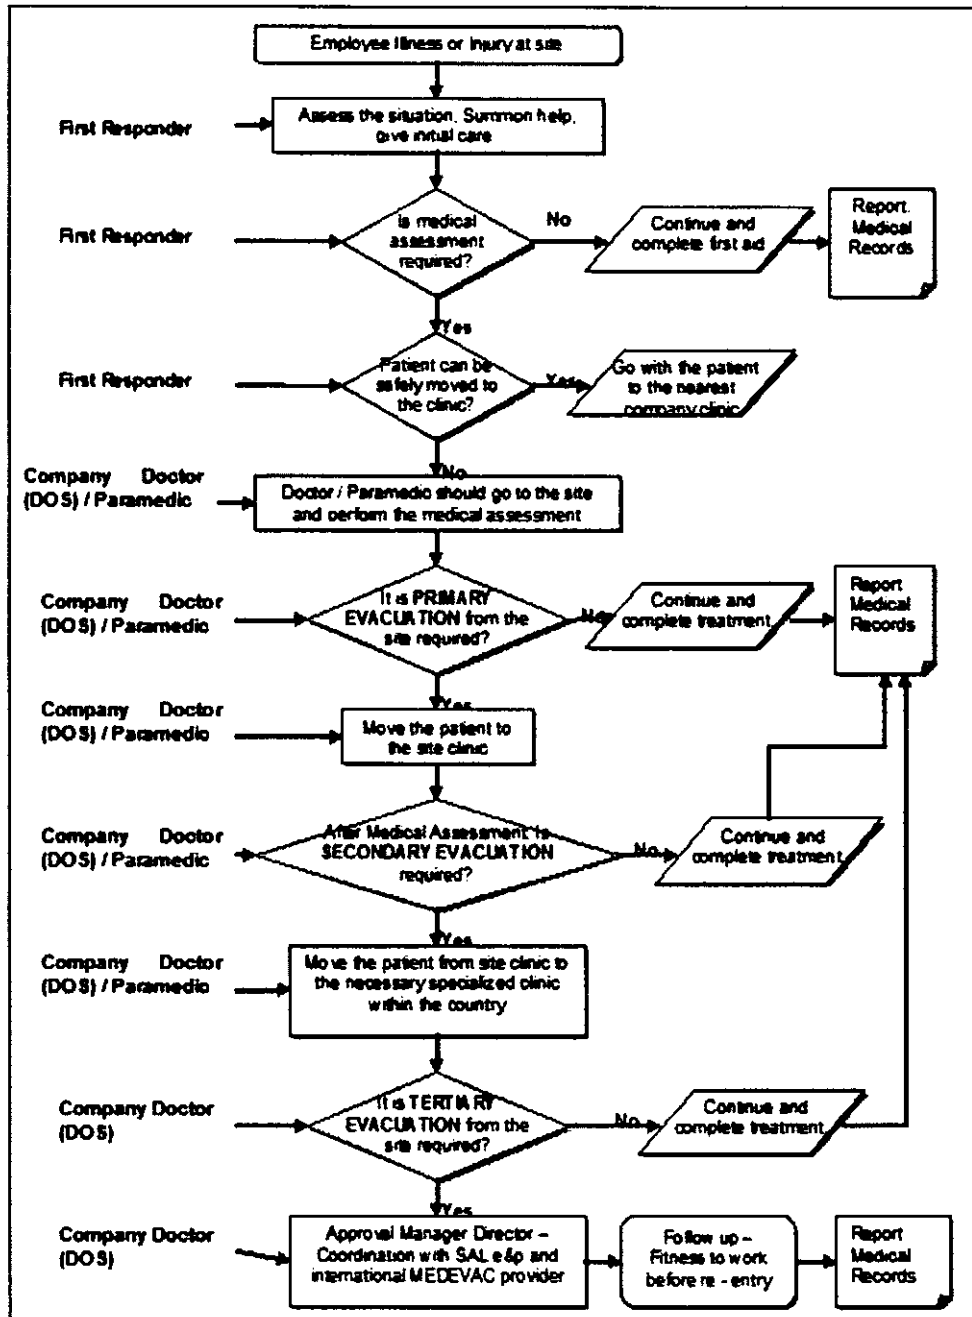 Employee Illness or Injury at site
First Responder
Assess the situation, Summon help,
give initial care
First Responder
Is medical
assessment
required?
No
Continue and
complete first aid
Report.
Medical
Records
Yes
First Responder
Patient can be
safely moved to
the clinic?
Yes
Go with the patient
to the nearest
company clinic
No
Company Doctor
(DOS) / Paramedic
Doctor / Paramedic should go to the site
and perform the medical assessment
Company Doctor
(DOS) / Paramedic
It is PRIMARY
EVACUATION from the
site required?
No
Continue and
complete treatment
Report
Medical
Records
Yes
Company Doctor
(DOS) / Paramedic
Move the patient to
the site clinic
Company Doctor
(DOS) / Paramedic
After Medical Assessment Is
SECONDARY EVACUATION
required?
No
Continue and
complete treatment
Yes
Company Doctor
(DOS) / Paramedic
Move the patient from site clinic to
the necessary specialized clinic
within the country
Company Doctor
(DOS)
It is TERTIARY
EVACUATION from the
site required?
No
Continue and
complete treatment
Yes
Company Doctor
(DOS)
Approval Manager Director –
Coordination with SAL e&p and
international MEDEVAC provider
Follow up –
Fitness to work
before re - entry
Report
Medical
Records